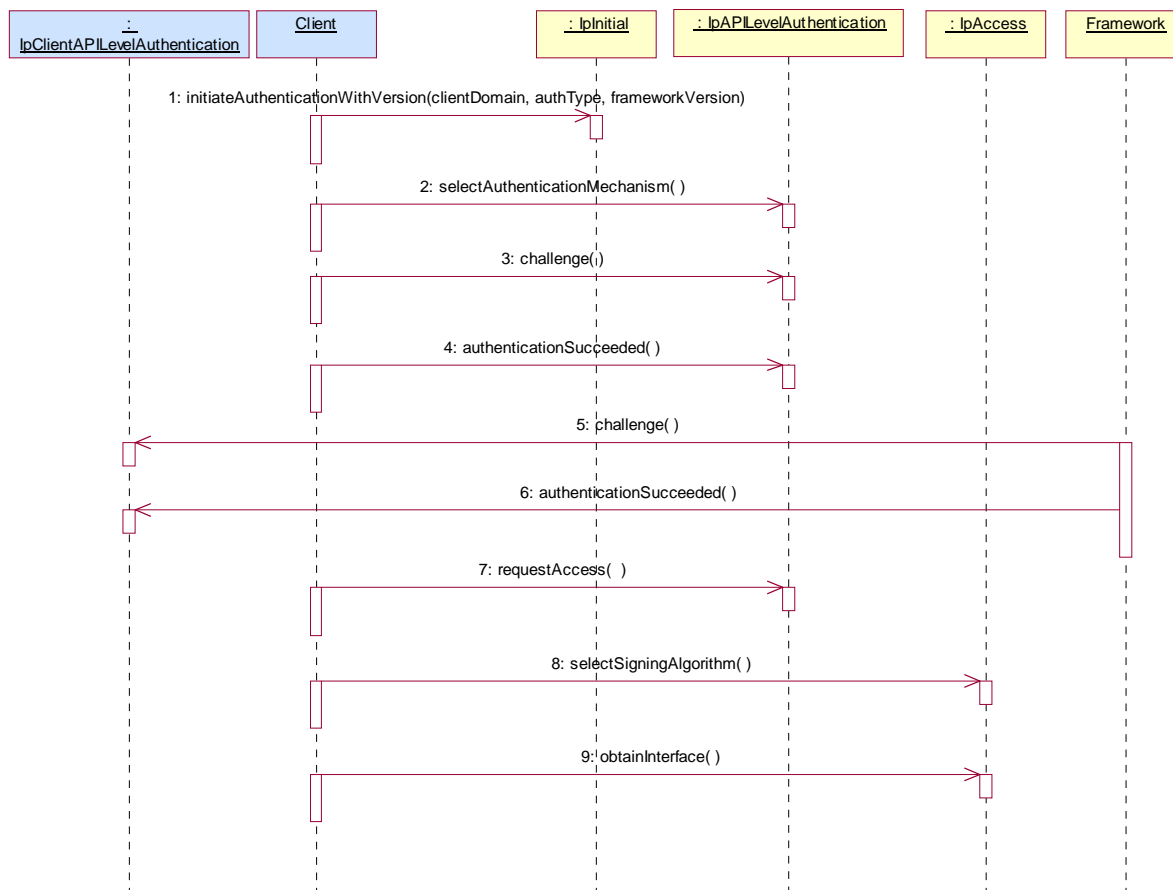 :
IpClientAPILevelAuthentication
Client
: IpInitial
: IpAPILevelAuthentication
: IpAccess
Framework
1: initiateAuthenticationWithVersion(clientDomain, authType, frameworkVersion)
2: selectAuthenticationMechanism( )
3: challenge( )
4: authenticationSucceeded( )
5: challenge( )
6: authenticationSucceeded( )
7: requestAccess( )
8: selectSigningAlgorithm( )
9: obtainInterface( )